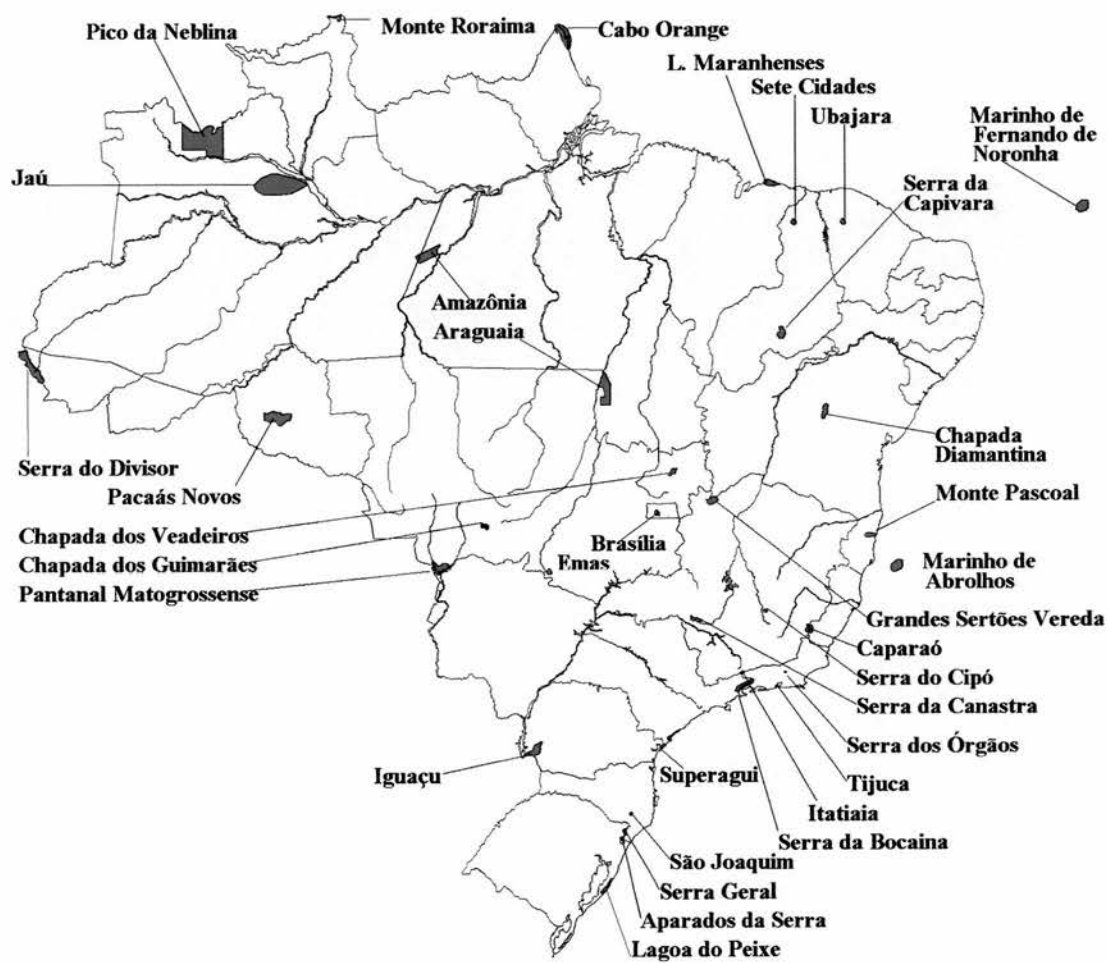 Monte Roraima
Cabo Orange
Pico da Neblina
L. Maranhenses
Sete Cidades
Ubajara
Marinho de
Fernando de
Noronha
Jaú
Serra da
Capivara
Amazônia
Araguaia
Chapada
Diamantina
Serra do Divisor
Pacaás Novos
Monte Pascoal
Chapada dos Veadeiros
Brasília
Chapada dos Guimarães
Emas
Marinho de
Abrolhos
Pantanal Matogrossense
Grandes Sertões Vereda
Caparaó
Serra do Cipó
Serra da Canastra
Serra dos Órgãos
Iguaçu
Superagui
Tijuca
Itatiaia
Serra da Bocaina
São Joaquim
Serra Geral
Aparados da Serra
Lagoa do Peixe